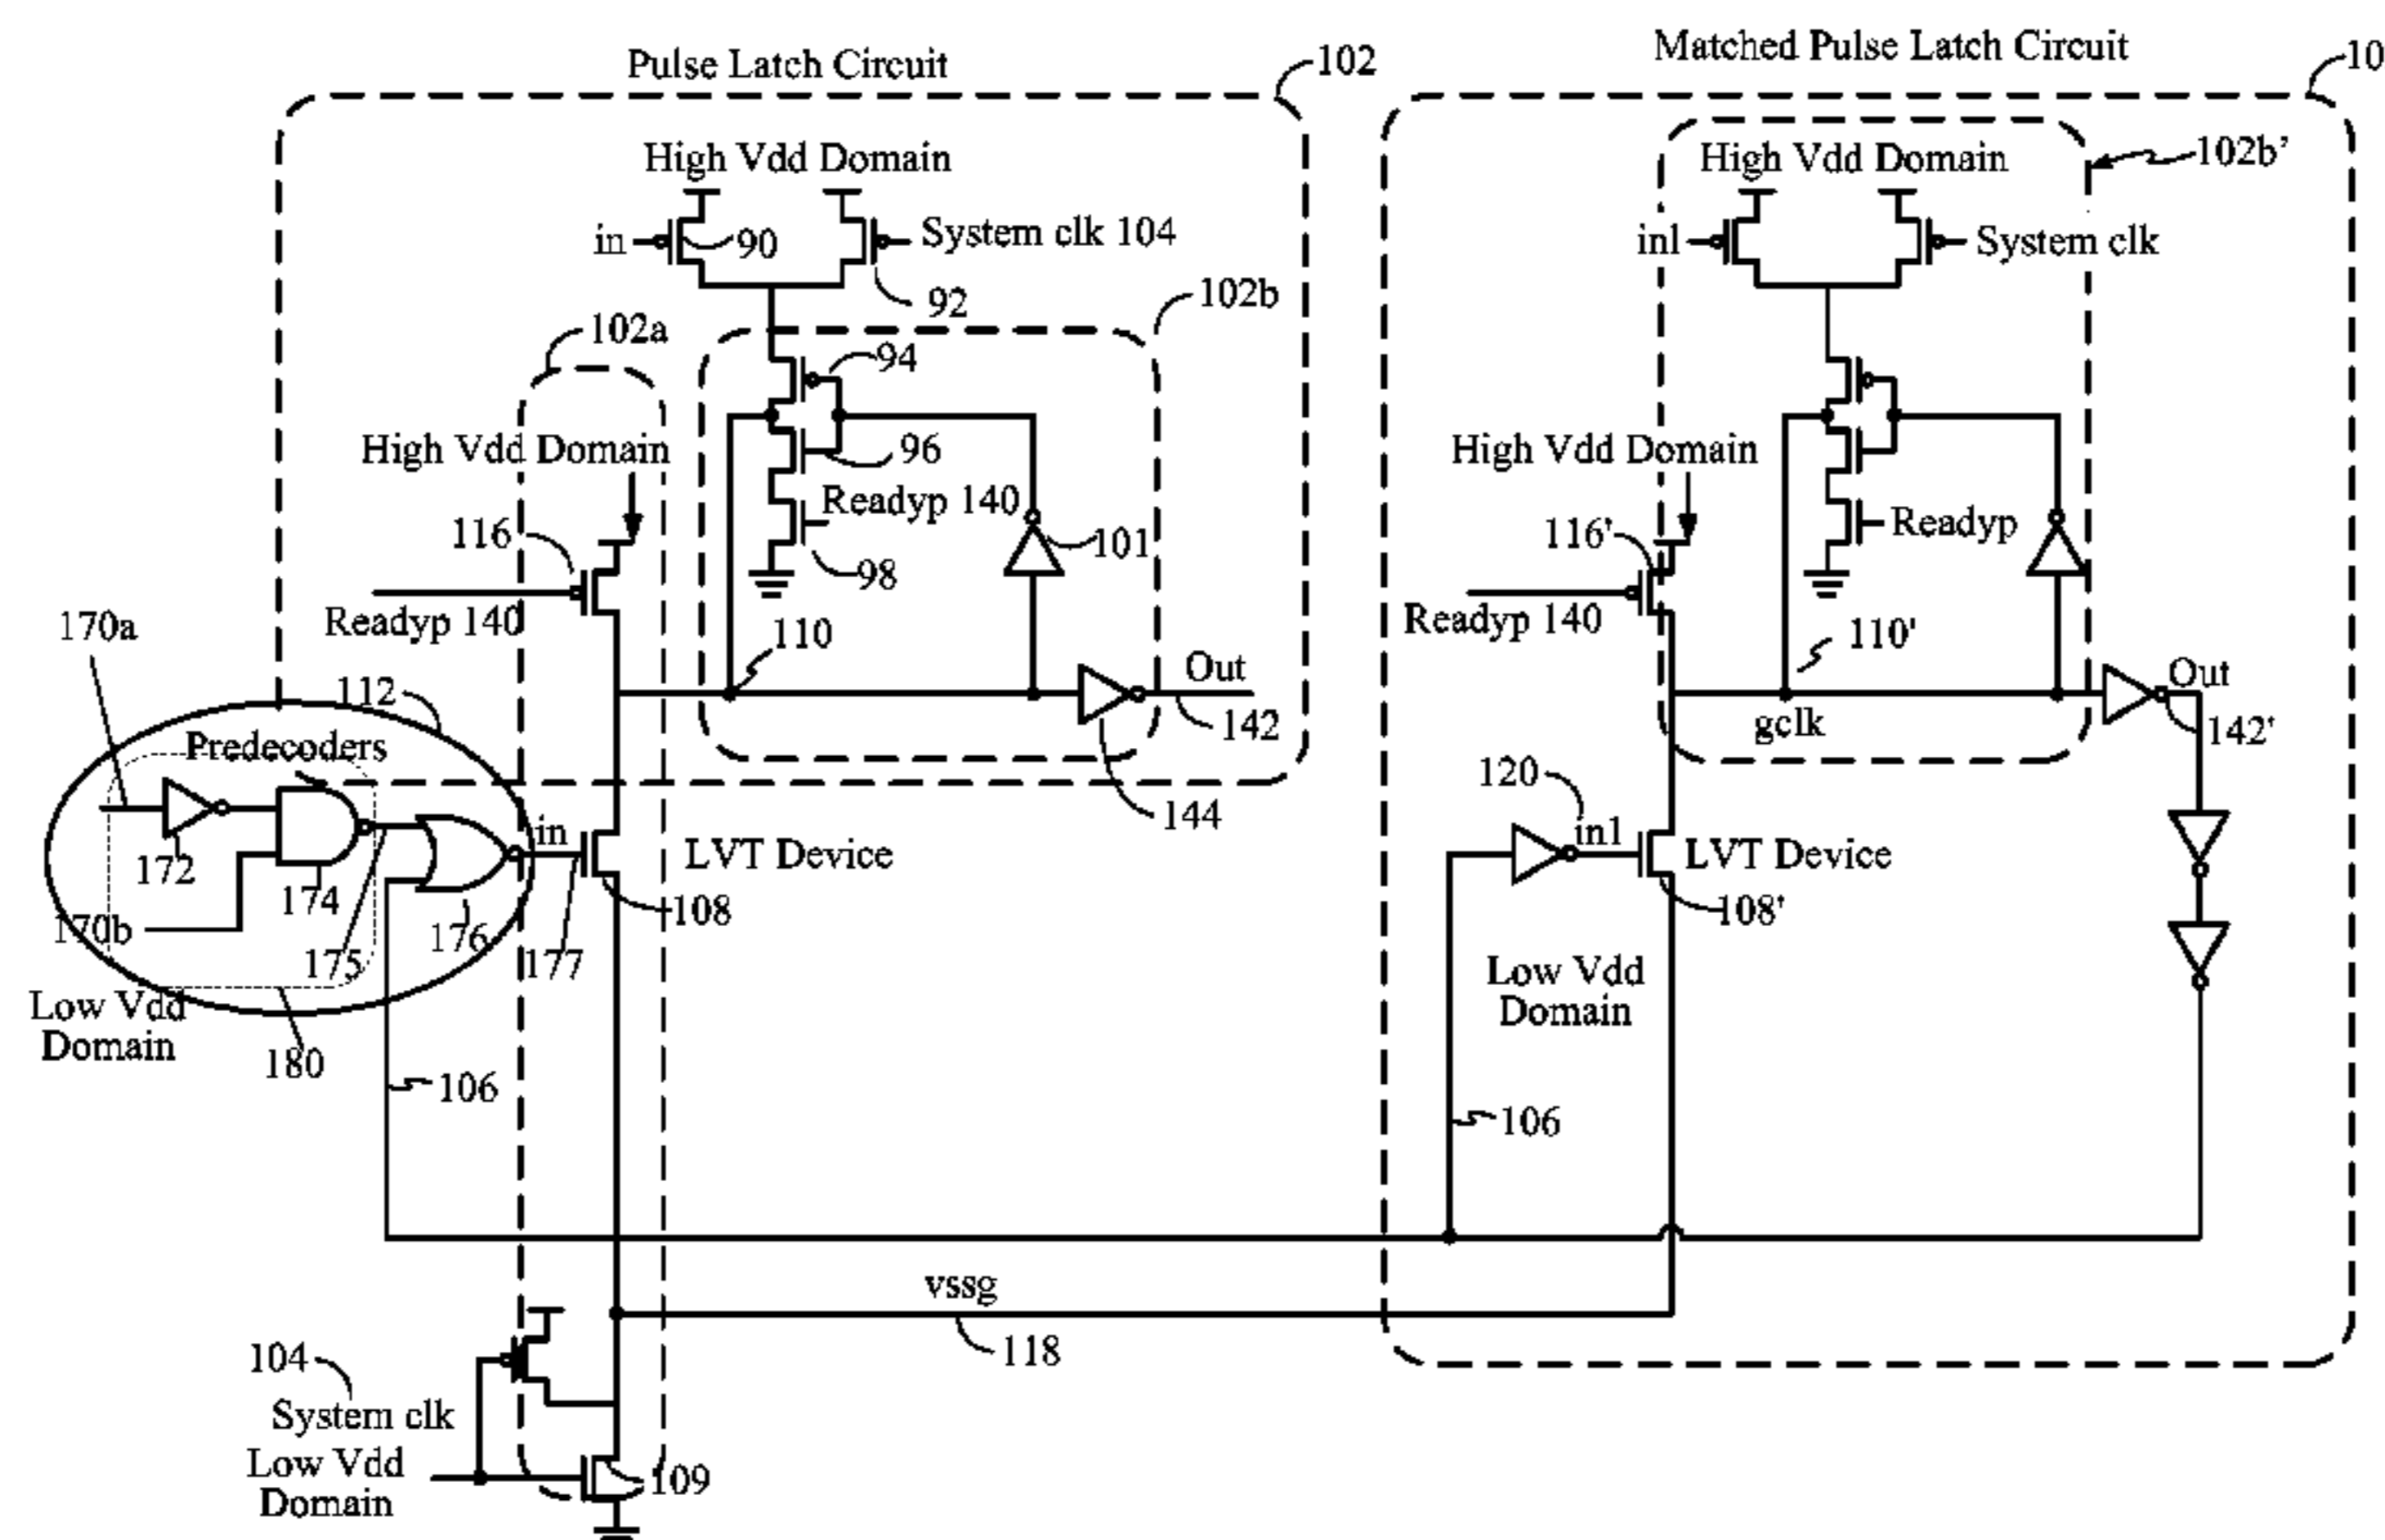 Pulse Latch Circuit
102
Matched Pulse Latch Circuit
10
High Vdd Domain
in
90
System clk 104
92
102b
102a
94
High Vdd Domain
96
Readyp 140
116
101
98
Readyp 140
170a
110
Out
112
142
Predecoders
144
in
LVT Device
172
174
108
170b
176
175
177
Low Vdd
Domain
180
106
High Vdd Domain
102b'
in1
System clk
High Vdd Domain
116'
Readyp
Readyp 140
110'
Out
gclk
142'
120
in1
LVT Device
108'
Low Vdd
Domain
106
vssg
118
104
System clk
Low Vdd
Domain
109